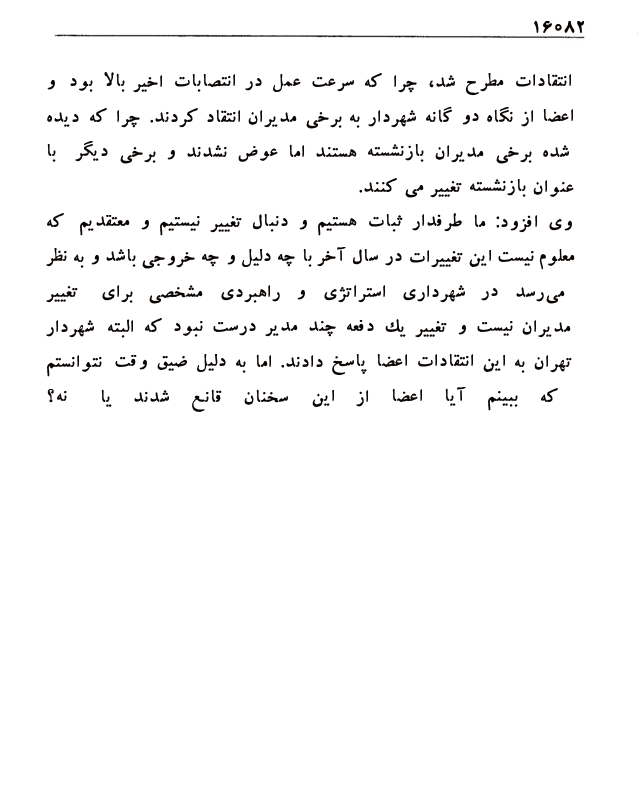 ۱۶۰۸۲
انتقادات مطرح شد، چرا که سرعت عمل در انتصابات اخیر بالا بود و
اعضا از نگاه دو گانه شهردار به برخی مدیران انتقاد کردند. چرا که دیده
شده برخی مدیران بازنشسته هستند اما عوض نشدند و برخی دیگر با
عنوان بازنشسته تغییر می کنند.
وی افزود: ما طرفدار ثبات هستیم و دنبال تغییر نیستیم و معتقدیم که
معلوم نیست این تغییرات در سال آخر با چه دلیل و چه خروجی باشد و به نظر
می‌رسد در شهرداری استراتژی و راهبردی مشخصی برای تغییر
مدیران نیست و تغییر یك دفعه چند مدیر درست نبود که البته شهردار
تهران به این انتقادات اعضا پاسخ دادند. اما به دلیل ضیق وقت نتوانستم
که ببینم آیا اعضا از این سخنان قانع شدند یا نه؟